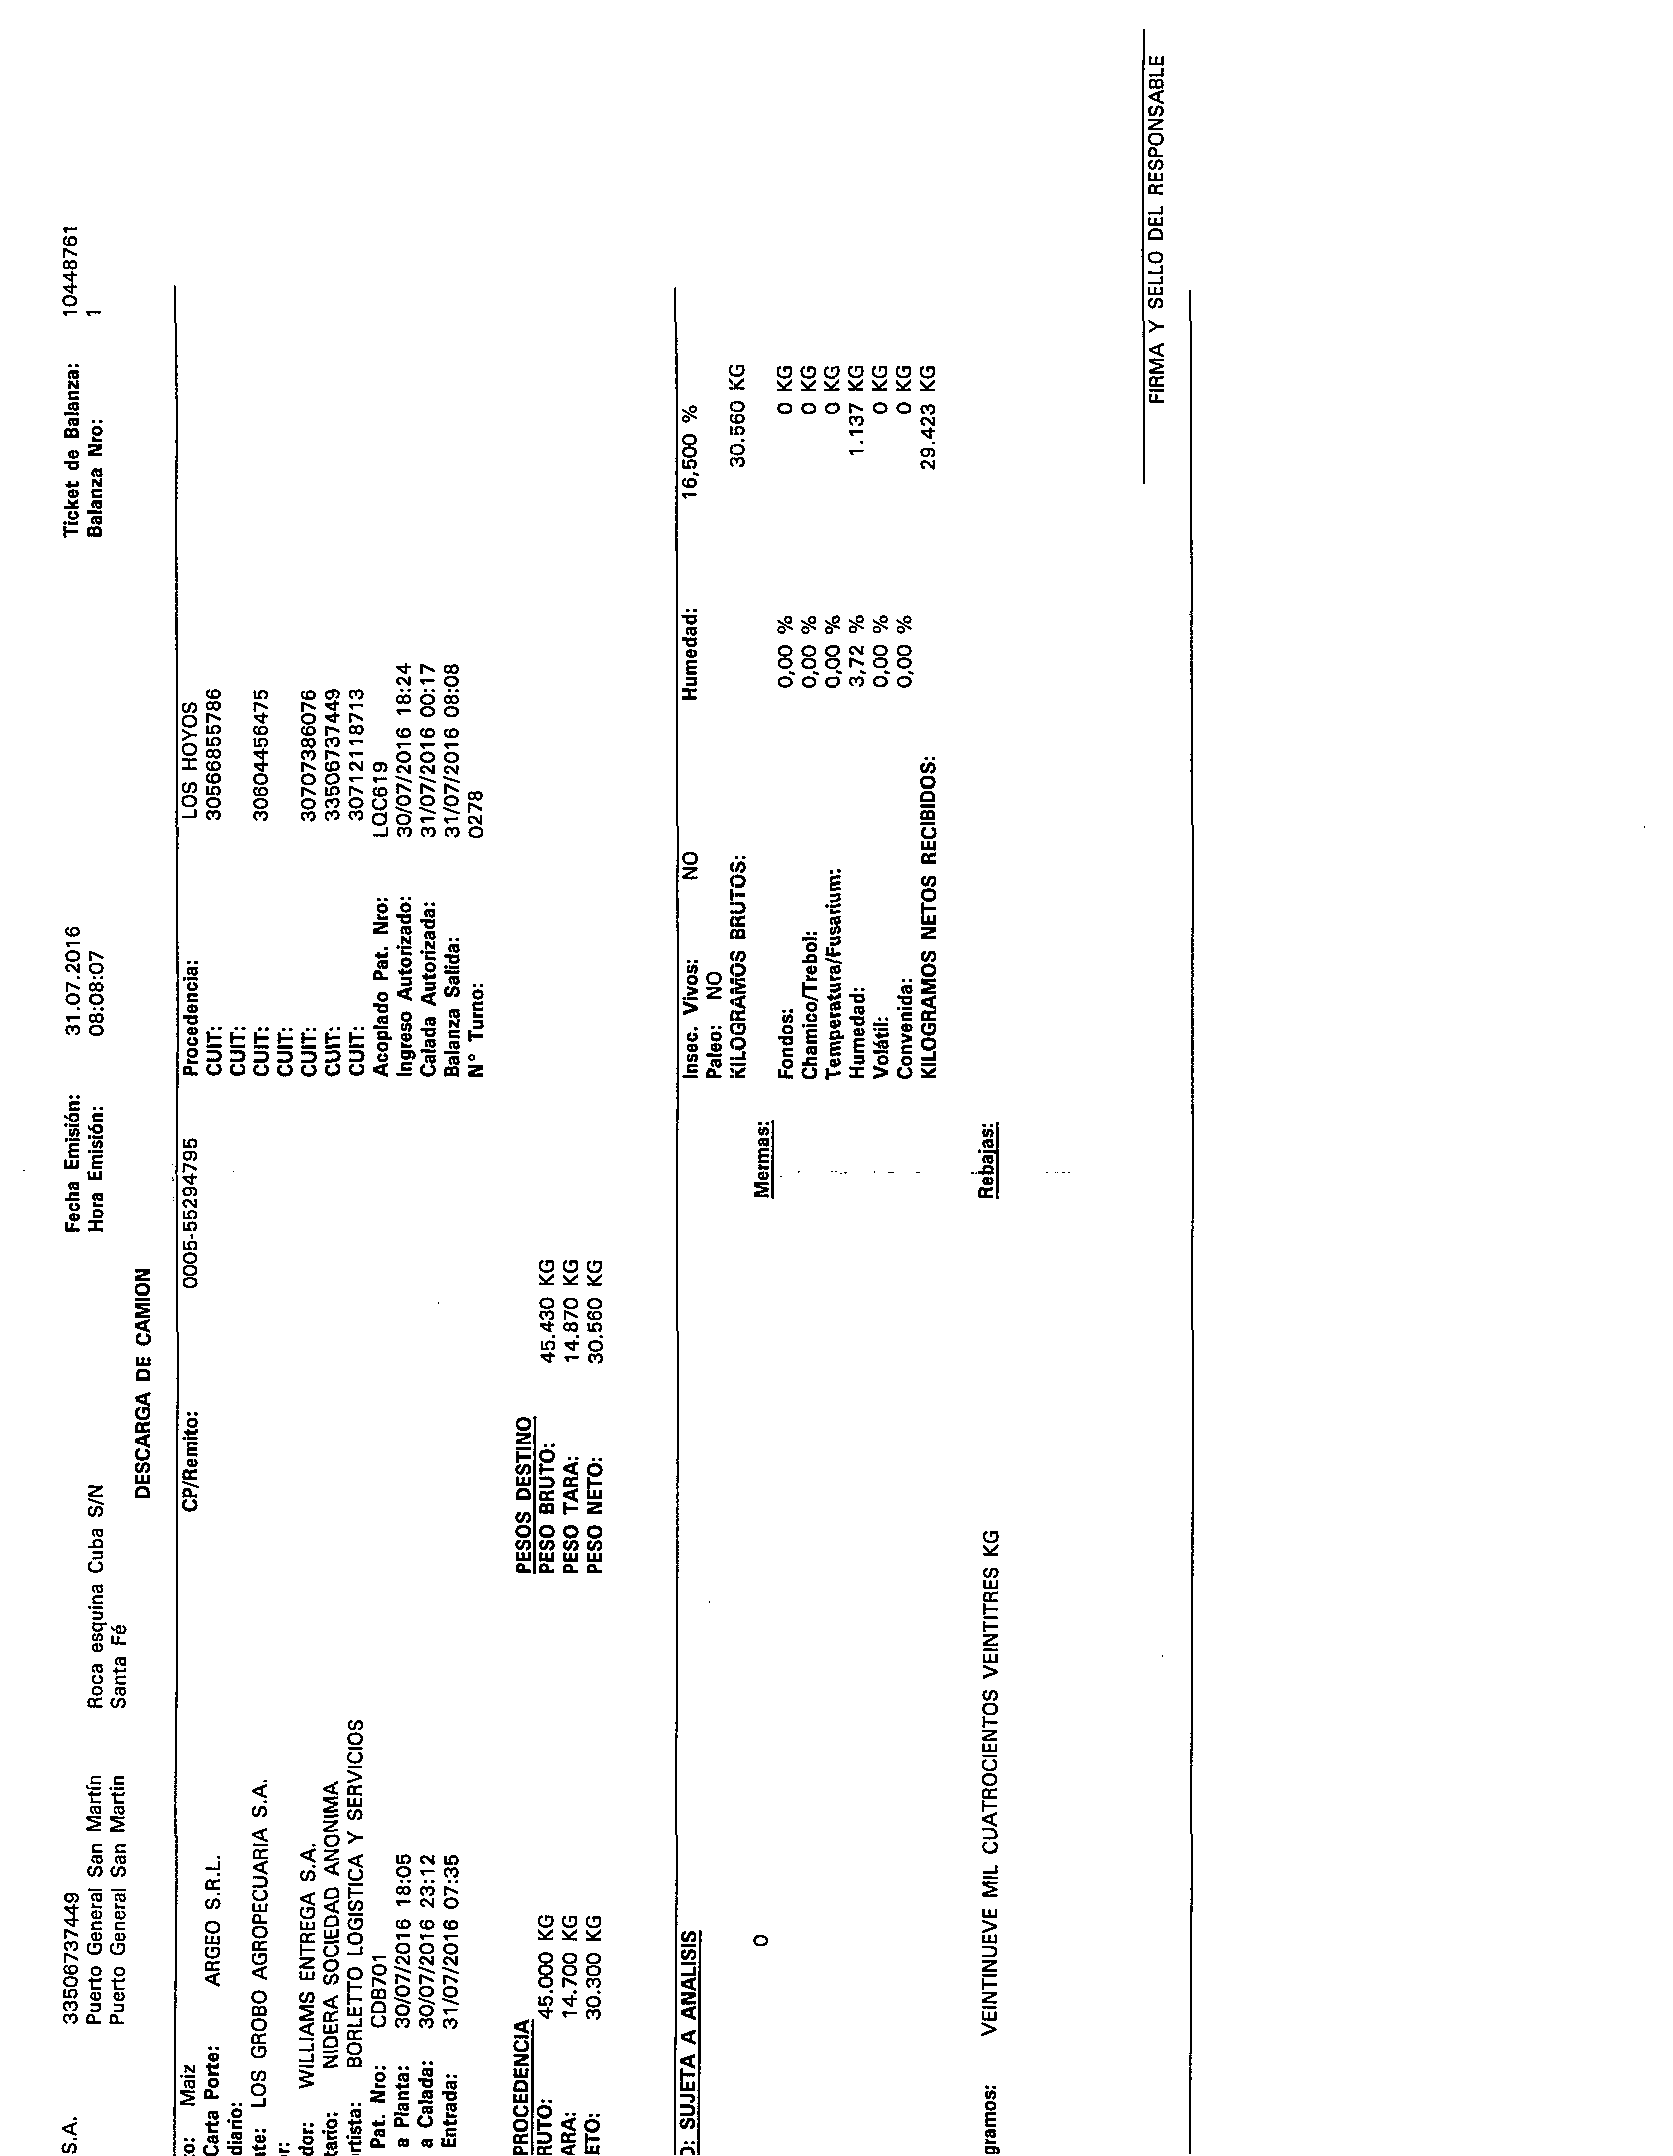 S.A. 33506737449 Fecha Emisión: 31.07.2016 Ticket de Balanza: 10448761
Puerto General San Martín Roca esquina Cuba S/N Hora Emisión: 08:08:07 Balanza Nro: 1
Puerto General San Martin Santa Fé
DESCARGA DE CAMION
to: Maiz CP/Remito: 0005-55294795 Procedencia: LOS HOYOS
Carta Porte: ARGEO S.R.L. CUIT: 30566855786
diario: CUIT:
te: LOS GROBO AGROPECUARIA S.A. CUIT: 30604456475
r: CUIT:
dor: WILLIAMS ENTREGA S.A. CUIT: 30707386076
tario: NIDERA SOCIEDAD ANONIMA CUIT: 33506737449
rtista: BORLETTO LOGISTICA Y SERVICIOS CUIT: 30712118713
Pat. Nro: CDB701 Acoplado Pat. Nro: LQC619
a Planta: 30/07/2016 18:05 Ingreso Autorizado: 30/07/2016 18:24
a Calada: 30/07/2016 23:12 Calada Autorizada: 31/07/2016 00:17
Entrada: 31/07/2016 07:35 Balanza Salida: 31/07/2016 08:08
N° Turno: 0278
PROCEDENCIA PESOS DESTINO
RUTO: 45.000 KG PESO BRUTO: 45.430 KG
ARA: 14.700 KG PESO TARA: 14.870 KG
ETO: 30.300 KG PESO NETO: 30.560 KG
O: SUJETA A ANALISIS Insec. Vivos: NO Humedad: 16,500 %
Paleo: NO
KILOGRAMOS BRUTOS: 30.560 KG
0 Mermas:
Fondos: 0,00 % 0 KG
Chamico/Trebol: 0,00 % 0 KG
Temperatura/Fusarium: 0,00 % 0 KG
Humedad: 3,72 % 1.137 KG
Volátil: 0,00 % 0 KG
Convenida: 0,00 % 0 KG
KILOGRAMOS NETOS RECIBIDOS: 29.423 KG
gramos: VEINTINUEVE MIL CUATROCIENTOS VEINTITRES KG Rebajas:
FIRMA Y SELLO DEL RESPONSABLE